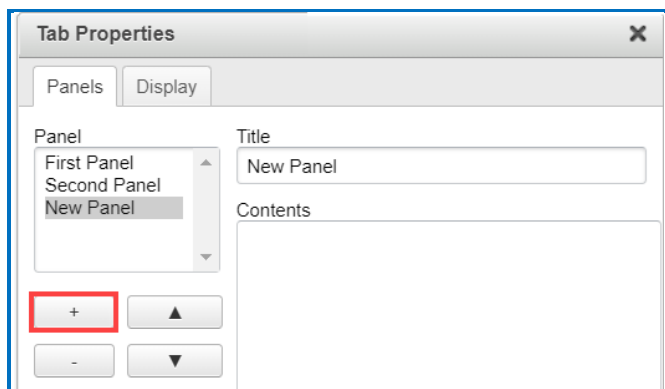 Tab Properties
Panels
Display
Panel
Title
First Panel
Second Panel
New Panel
New Panel
Contents
+
-